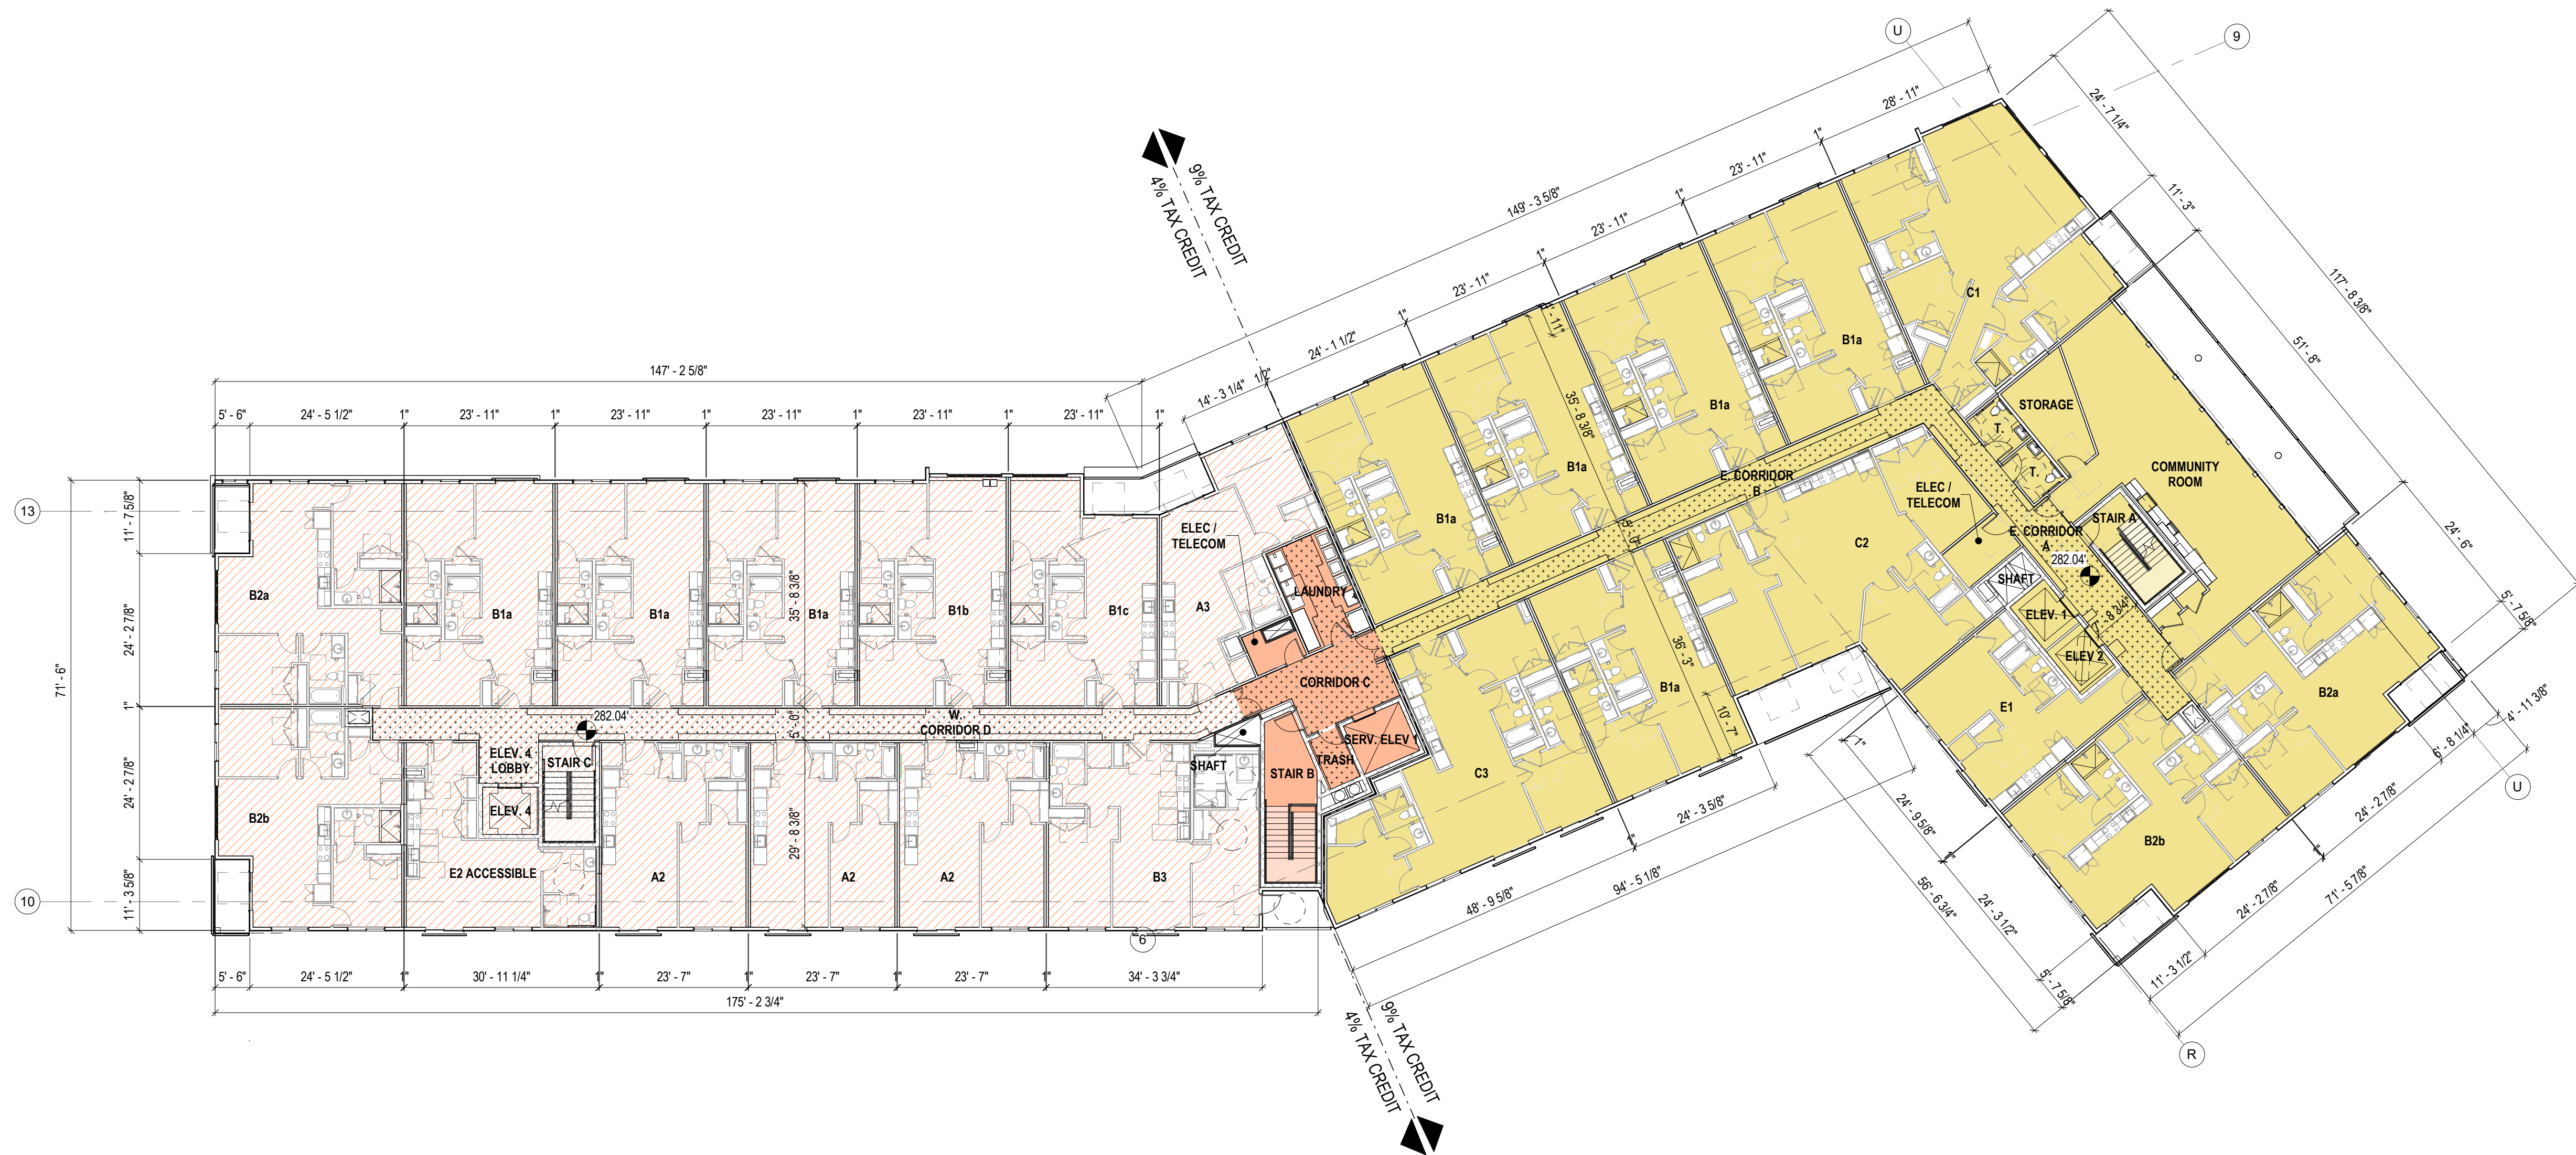 U
9
24' - 7 1/4"
28' - 11"
1"
23' - 11"
11' - 3"
9% TAX CREDIT
4% TAX CREDIT
149' - 3 5/8"
1"
23' - 11"
117' - 8 3/8"
1"
23' - 11"
51' - 8"
1"
24' - 1 1/2"
1/2"
14' - 3 1/4"
C1
B1a
B1a
B1a
B1a
35' - 8 3/8"
147' - 2 5/8"
5' - 6"
24' - 5 1/2"
1"
23' - 11"
1"
23' - 11"
1"
23' - 11"
1"
23' - 11"
1"
23' - 11"
1"
STORAGE
T.
T.
COMMUNITY
ROOM
E. CORRIDOR
B
ELEC /
TELECOM
STAIR A
E. CORRIDOR
A
282.04'
24' - 6"
5' - 7 5/8"
13
11' - 7 5/8"
ELEC /
TELECOM
5' - 0"
C2
SHAFT
ELEV. 1
ELEV 2
LAUNDRY
B2a
B1a
B1a
B1a
B1b
B1c
A3
35' - 8 3/8"
24' - 2 7/8"
71' - 6"
36' - 3"
B1a
10' - 7"
E1
B2a
4' - 11 3/8"
6' - 8 1/4"
1"
CORRIDOR C
1"
282.04'
W.
CORRIDOR D
5' - 0"
ELEV. 4
LOBBY
STAIR C
SHAFT
STAIR B
TRASH
SERV. ELEV 1
C3
24' - 2 7/8"
ELEV. 4
B2b
E2 ACCESSIBLE
A2
29' - 8 3/8"
A2
A2
B3
U
24' - 2 7/8"
24' - 9 5/8"
1"
B2b
1"
24' - 3 5/8"
1"
10
11' - 3 5/8"
6
48' - 9 5/8"
94' - 5 1/8"
56' - 6 3/4"
24' - 3 1/2"
24' - 2 7/8"
71' - 5 7/8"
11' - 3 1/2"
5' - 7 5/8"
5' - 6"
24' - 5 1/2"
1"
30' - 11 1/4"
1"
23' - 7"
1"
23' - 7"
1"
23' - 7"
1"
34' - 3 3/4"
175' - 2 3/4"
R
9% TAX CREDIT
4% TAX CREDIT